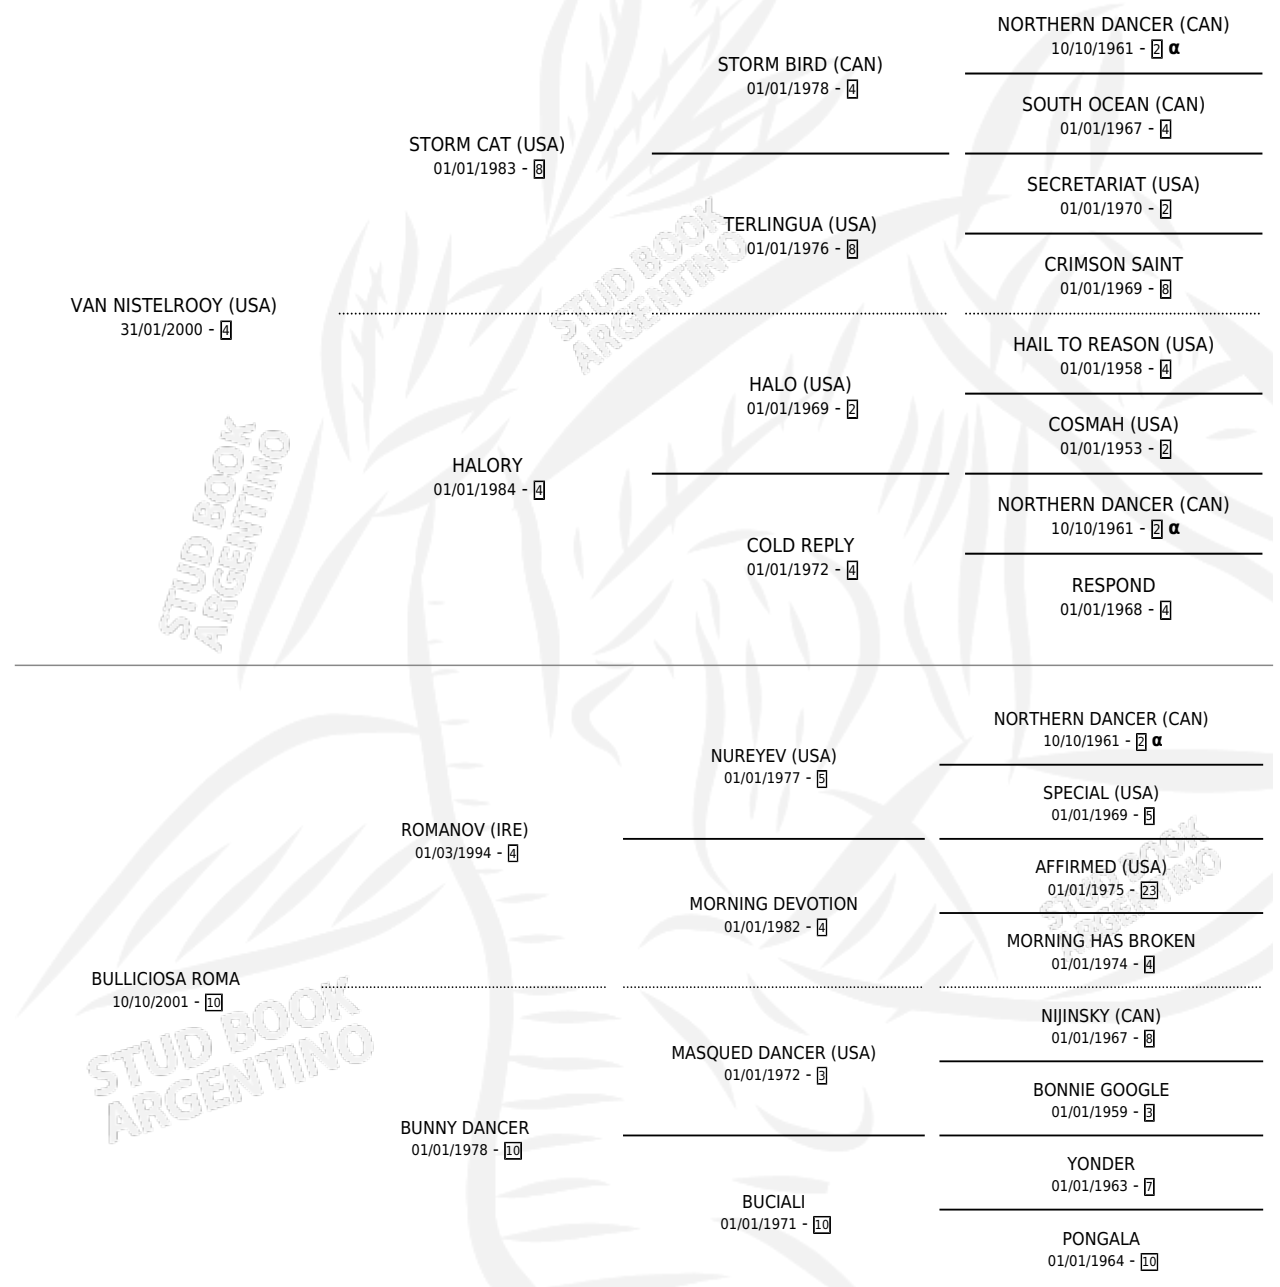 NORTHERN DANCER (CAN)
10/10/1961 - 2 α
STORM BIRD (CAN)
01/01/1978 - 4
SOUTH OCEAN (CAN)
01/01/1967 - 4
STORM CAT (USA)
01/01/1983 - 8
SECRETARIAT (USA)
01/01/1970 - 2
TERLINGUA (USA)
01/01/1976 - 8
CRIMSON SAINT
01/01/1969 - 8
VAN NISTELROOY (USA)
31/01/2000 - 4
STUD BOOK
ARGENTINO
HAIL TO REASON (USA)
01/01/1958 - 4
HALO (USA)
01/01/1969 - 2
COSMAH (USA)
01/01/1953 - 2
HALORY
01/01/1984 - 4
NORTHERN DANCER (CAN)
10/10/1961 - 2 α
COLD REPLY
01/01/1972 - 4
RESPOND
01/01/1968 - 4
STUD BOOK
ARGENTINO
NORTHERN DANCER (CAN)
10/10/1961 - 2 α
NUREYEV (USA)
01/01/1977 - 5
SPECIAL (USA)
01/01/1969 - 5
ROMANOV (IRE)
01/03/1994 - 4
AFFIRMED (USA)
01/01/1975 - 23
STUD BOOK
ARGENTINO
MORNING DEVOTION
01/01/1982 - 4
MORNING HAS BROKEN
01/01/1974 - 4
BULLICIOSA ROMA
10/10/2001 - 10
NIJINSKY (CAN)
01/01/1967 - 8
STUD BOOK
ARGENTINO
MASQUED DANCER (USA)
01/01/1972 - 3
BONNIE GOOGLE
01/01/1959 - 3
BUNNY DANCER
01/01/1978 - 10
YONDER
01/01/1963 - 7
BUCIALI
01/01/1971 - 10
PONGALA
01/01/1964 - 10